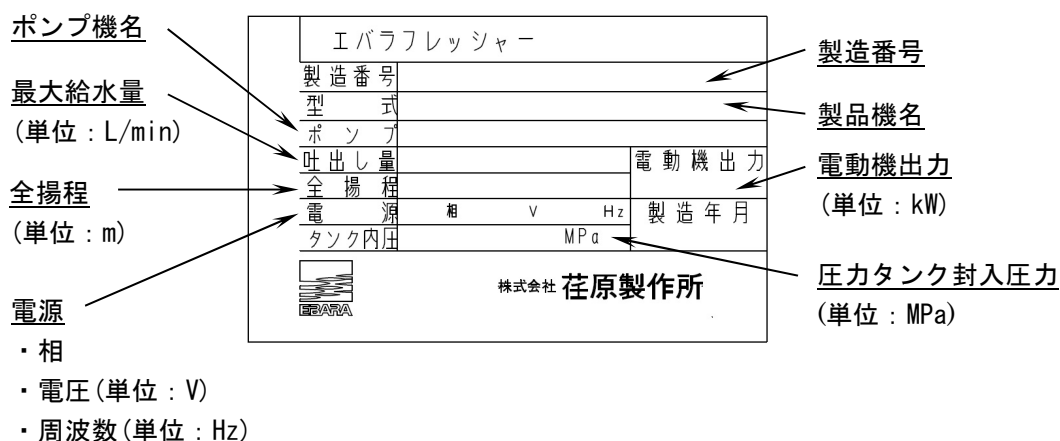 ポンプ機名
最大給水量
(単位：L/min)
全揚程
(単位：m)
電源
・相
・電圧(単位：V)
・周波数(単位：Hz)
エバラフレッシャー
製造番号
型式
ポンプ
吐出し量
電動機出力
全揚程
電源 相 V Hz
製造年月
タンク内圧 MPa
EBARA
株式会社 荏原製作所
製造番号
製品機名
電動機出力
(単位：kW)
圧力タンク封入圧力
(単位：MPa)